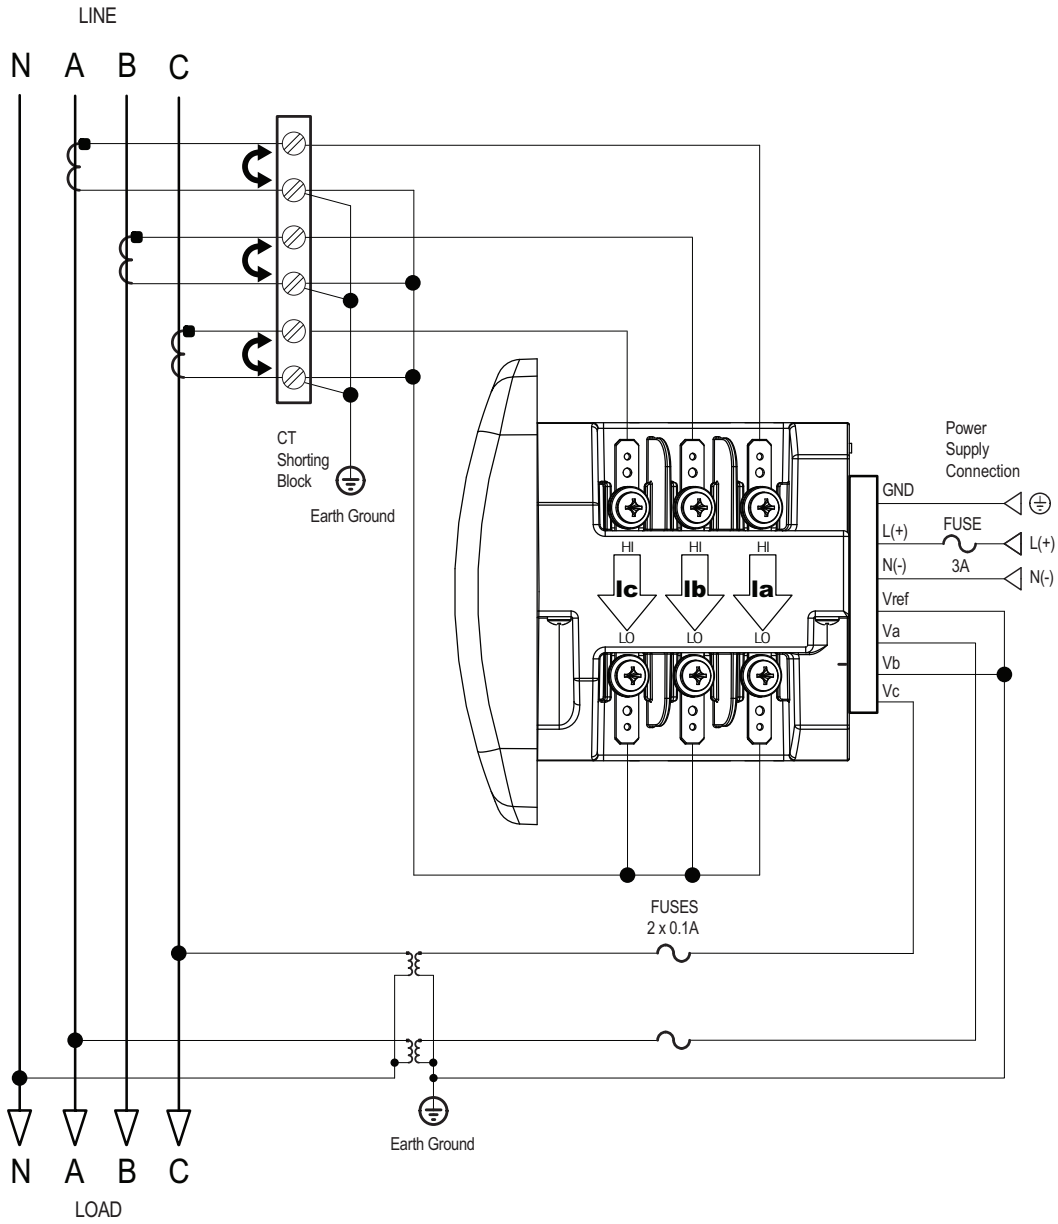 LINE
N A B C
CT
Shorting
Block
Earth Ground
Power
Supply
Connection
GND
L(+)
FUSE
L(+)
N(-)
3A
N(-)
Vref
Va
Vb
Vc
HI HI HI
Ic Ib Ia
LO LO LO
FUSES
2 x 0.1A
Earth Ground
N A B C
LOAD